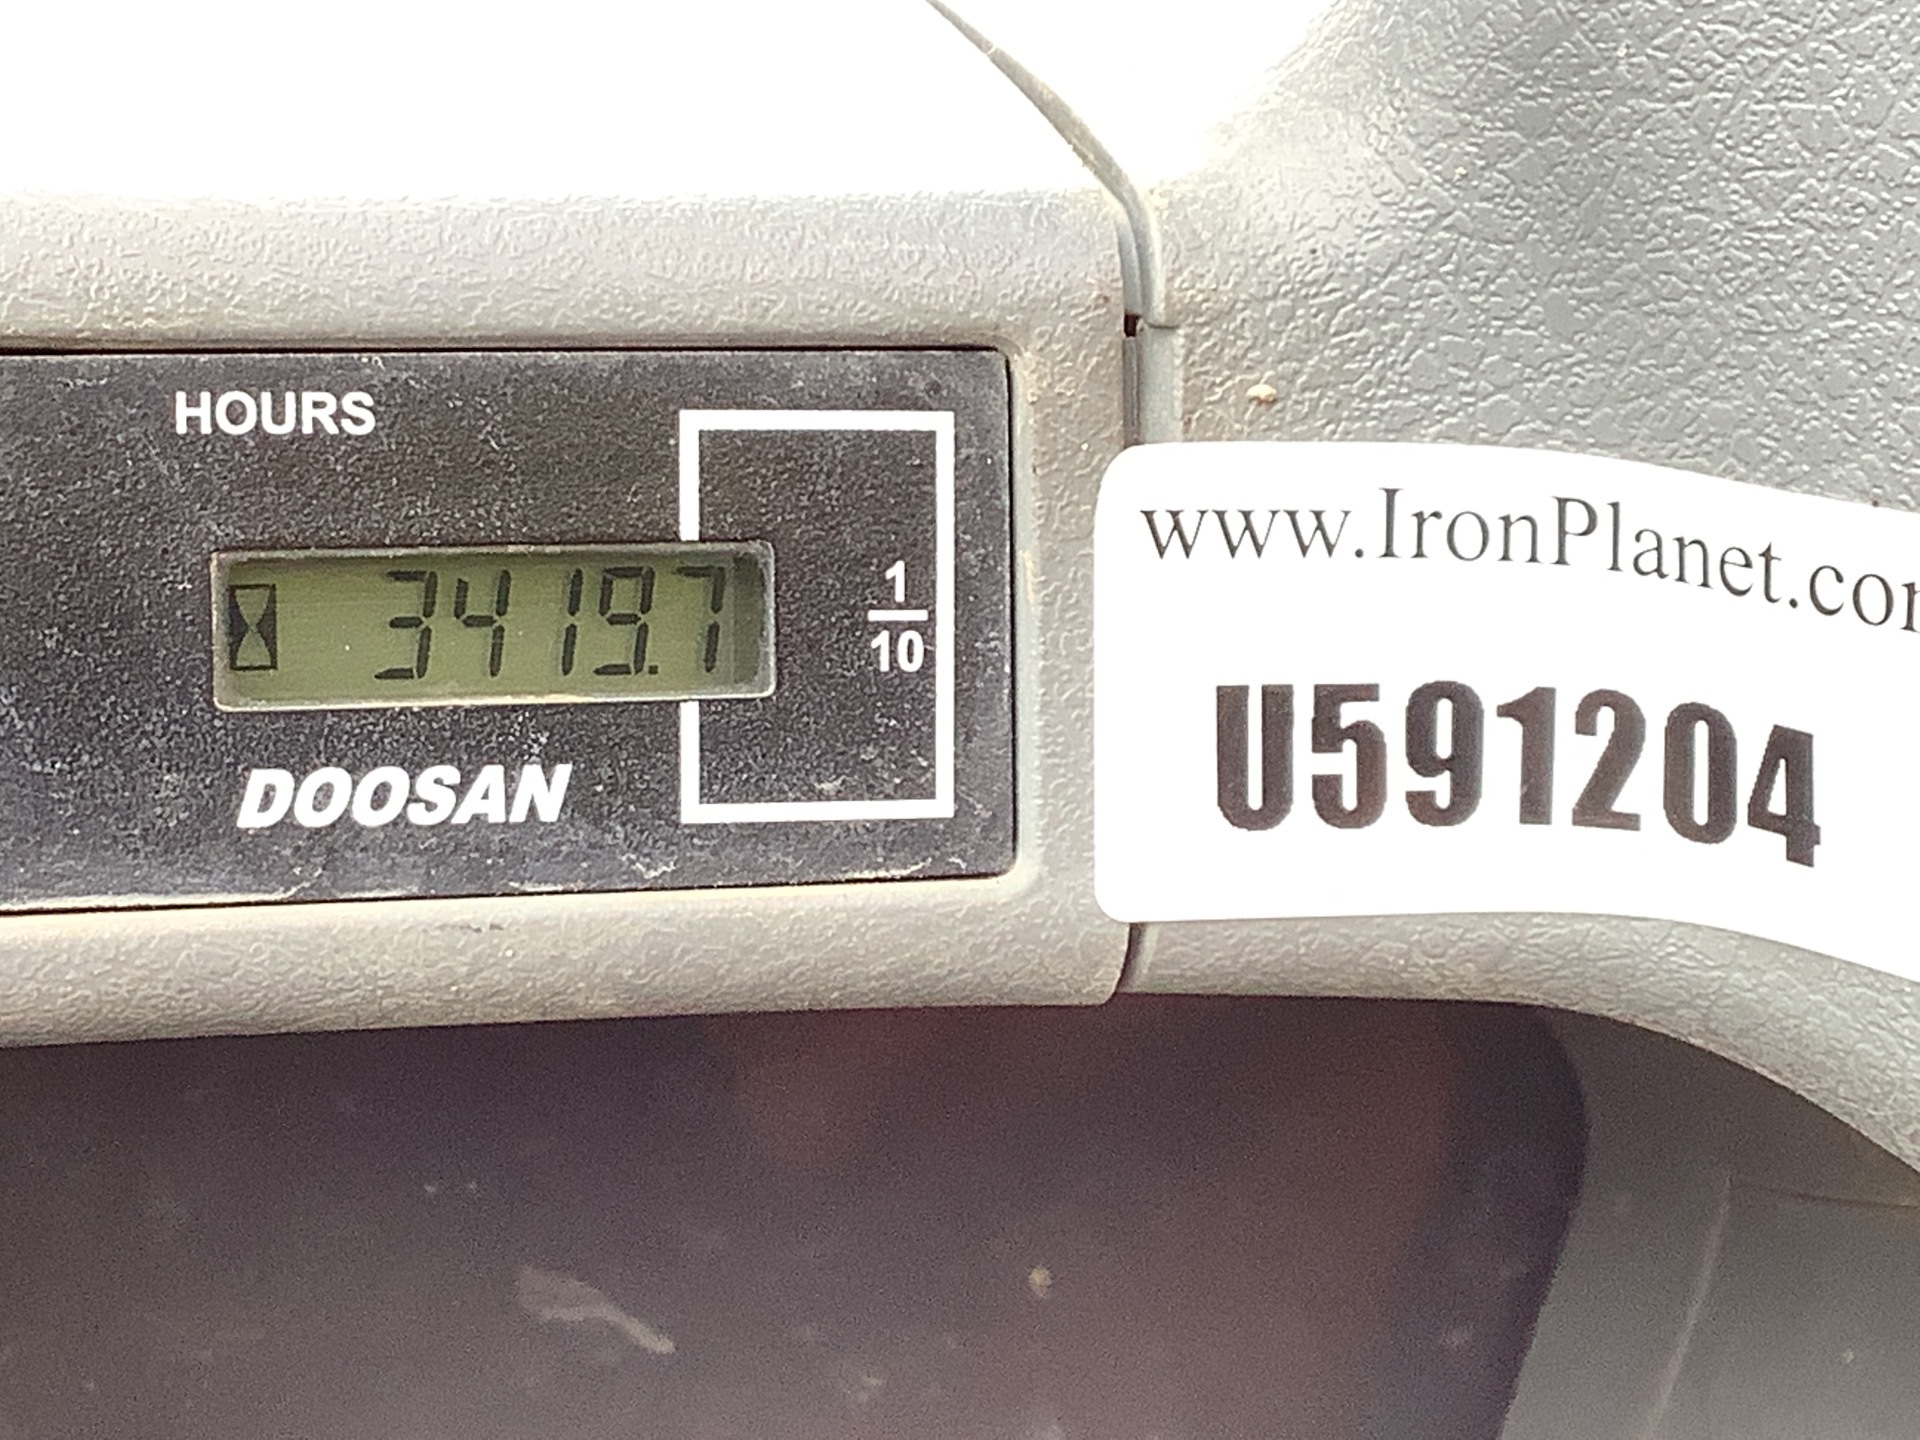 HOURS
3419.7
1
10
DOOSAN
www.IronPlanet.co
U591204